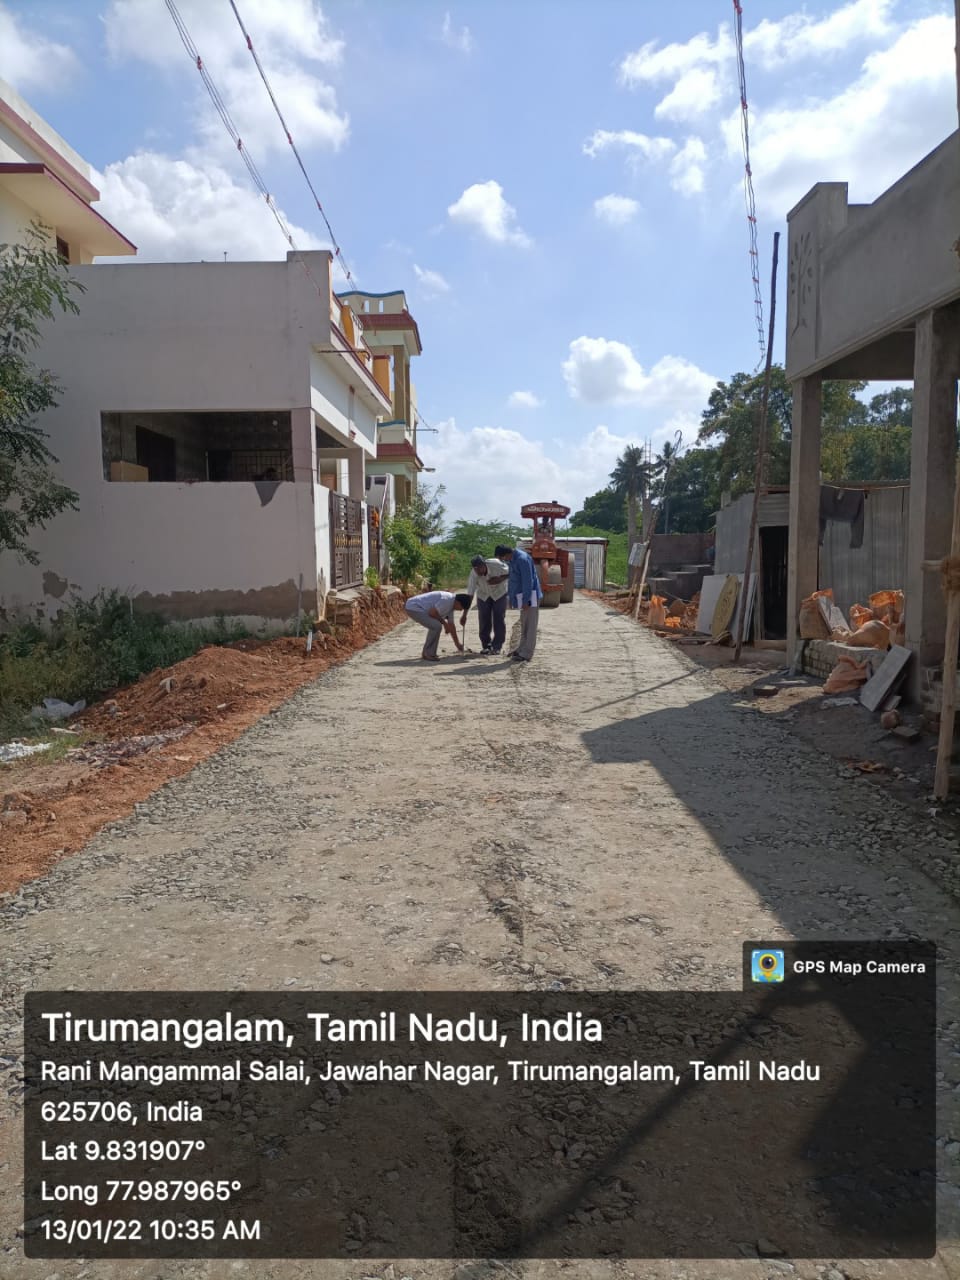 GPS Map Camera
Tirumangalam, Tamil Nadu, India
Rani Mangammal Salai, Jawahar Nagar, Tirumangalam, Tamil Nadu
625706, India
Lat 9.831907°
Long 77.987965°
13/01/22 10:35 AM